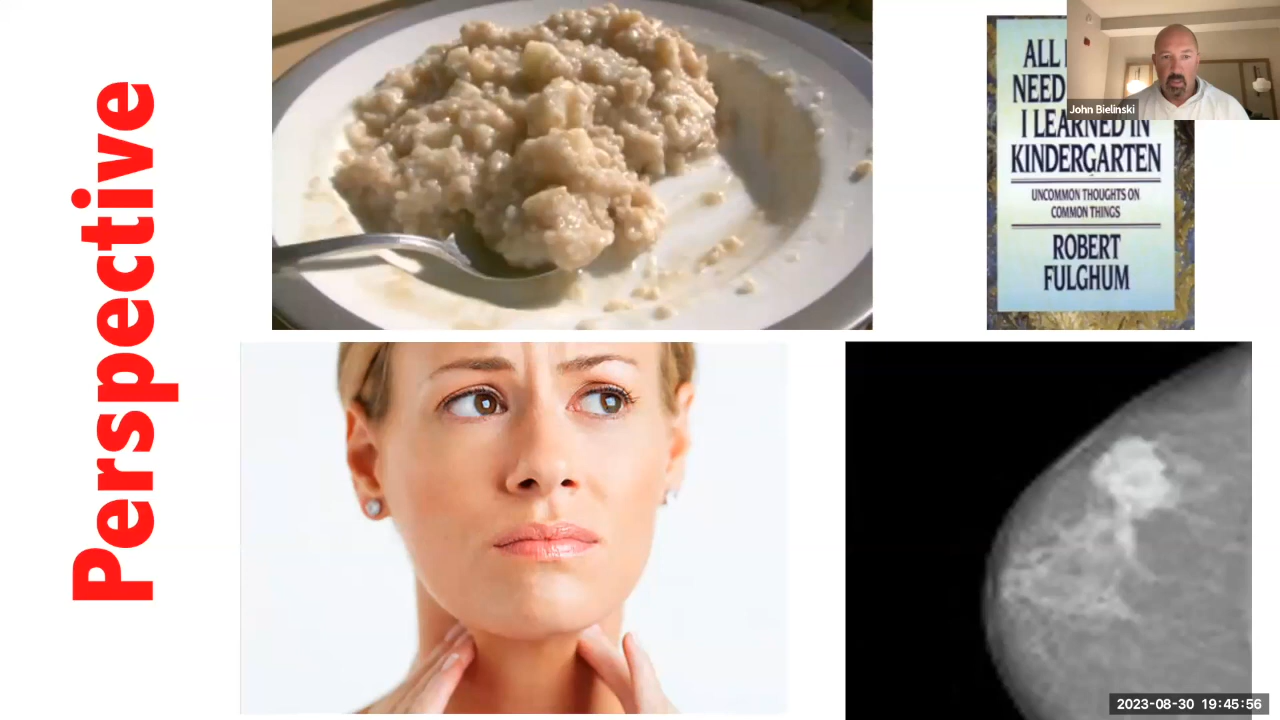 Perspective
ALL I
NEED
I LEARNED IN
KINDERGARTEN
UNCOMMON THOUGHTS ON
COMMON THINGS
ROBERT
FULGHUM
John Bielinski
2023-08-30 19:45:56